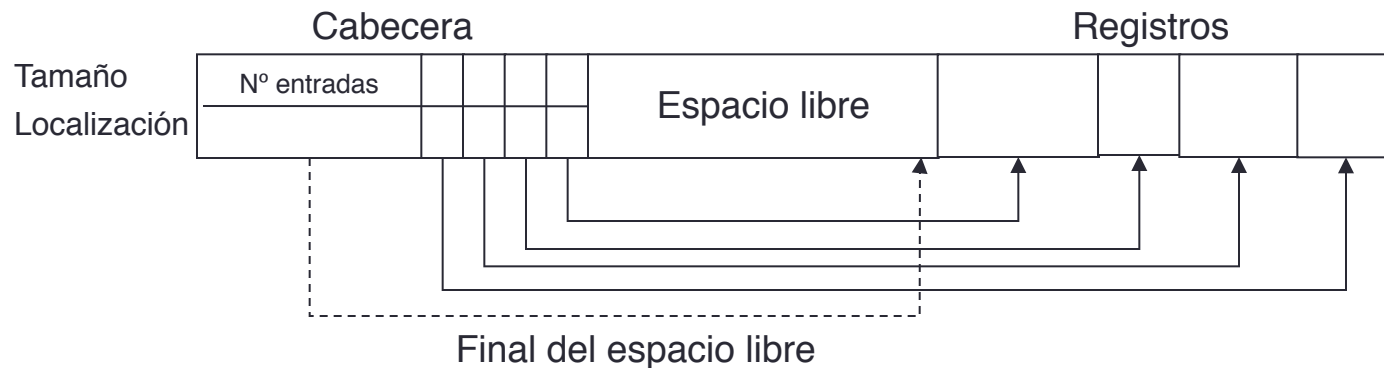 Cabecera
Registros
Tamaño
Nº entradas
Espacio libre
Localización
Final del espacio libre